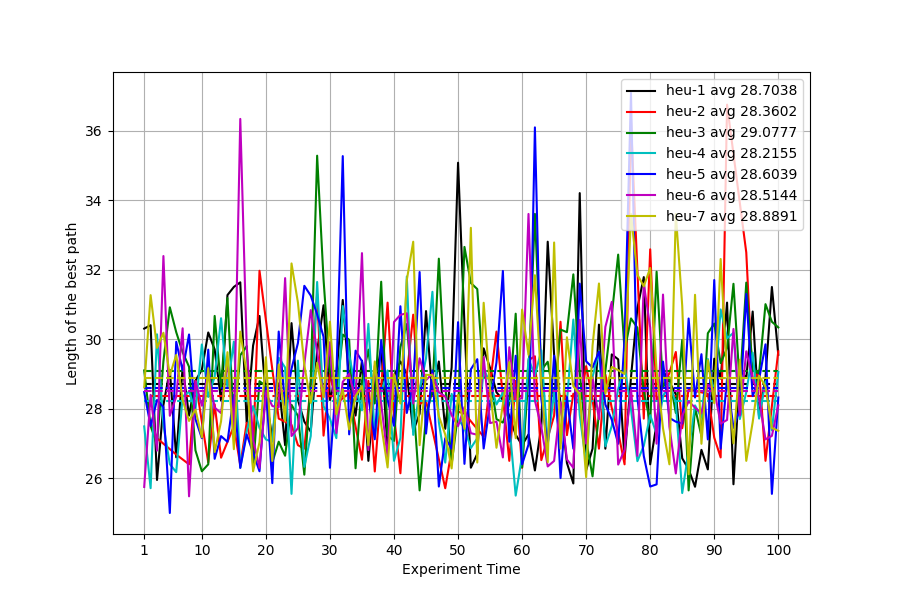 heu-1 avg 28.7038
heu-2 avg 28.3602
heu-3 avg 29.0777
heu-4 avg 28.2155
heu-5 avg 28.6039
heu-6 avg 28.5144
heu-7 avg 28.8891
Length of the best path
36
34
32
30
28
26
1 10 20 30 40 50 60 70 80 90 100
Experiment Time